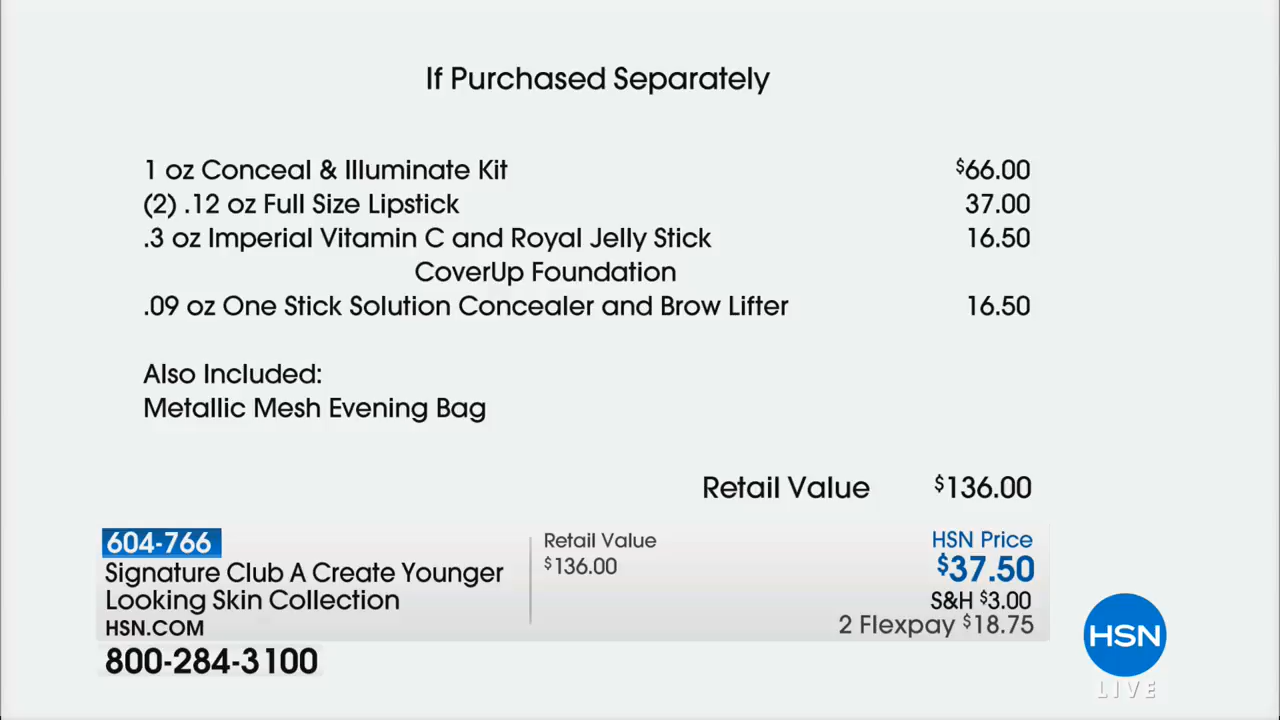 If Purchased Separately
1 oz Conceal & Illuminate Kit $66.00
(2) .12 oz Full Size Lipstick 37.00
.3 oz Imperial Vitamin C and Royal Jelly Stick 16.50
CoverUp Foundation
.09 oz One Stick Solution Concealer and Brow Lifter 16.50
Also Included:
Metallic Mesh Evening Bag
Retail Value $136.00
604-766
Signature Club A Create Younger
Looking Skin Collection
HSN.COM
800-284-3100
Retail Value
$136.00
HSN Price
$37.50
S&H $3.00
2 Flexpay $18.75
HSN
LIVE